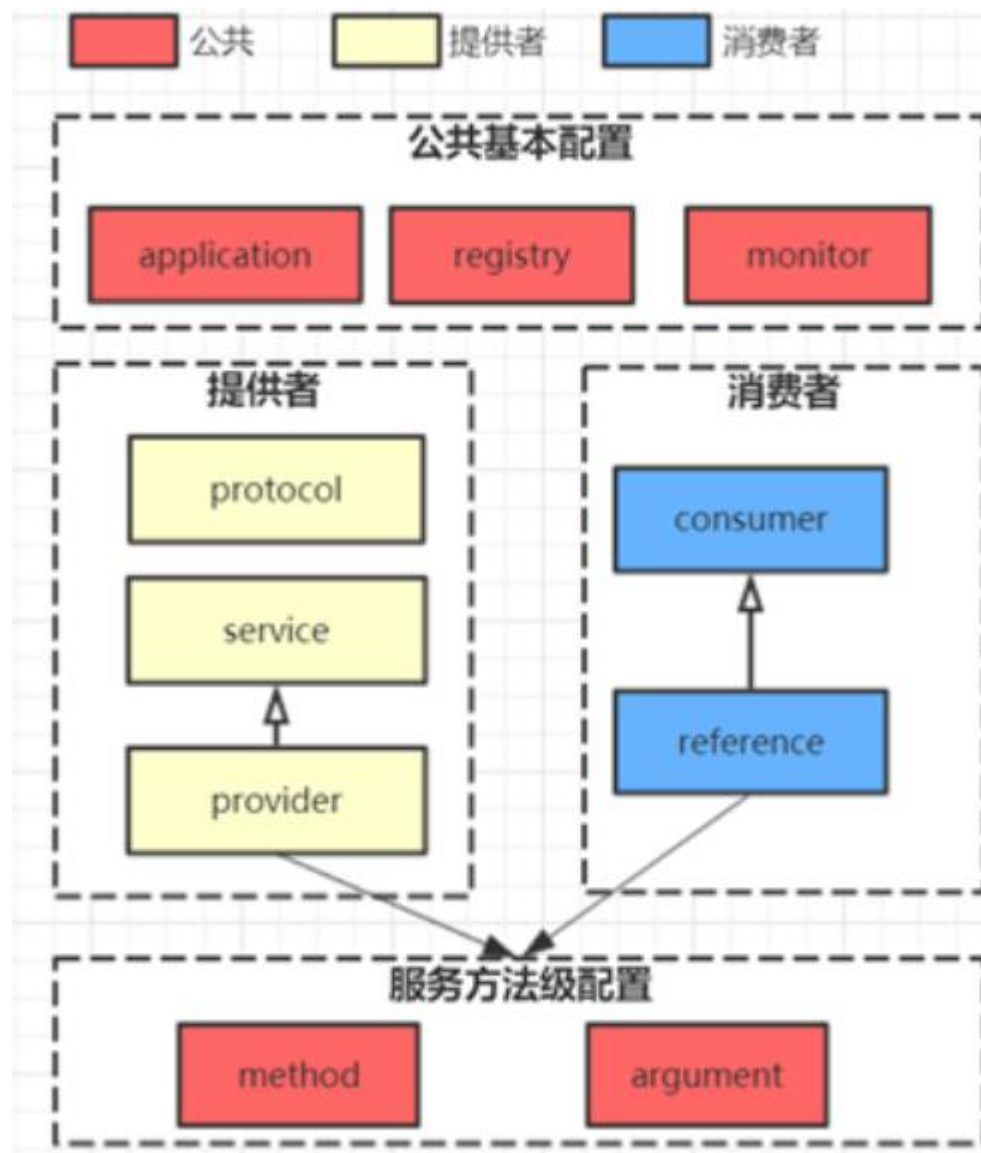 公共 提供者 消费者
公共基本配置
application registry monitor
提供者
protocol
service
provider
消费者
consumer
reference
服务方法级配置
method argument